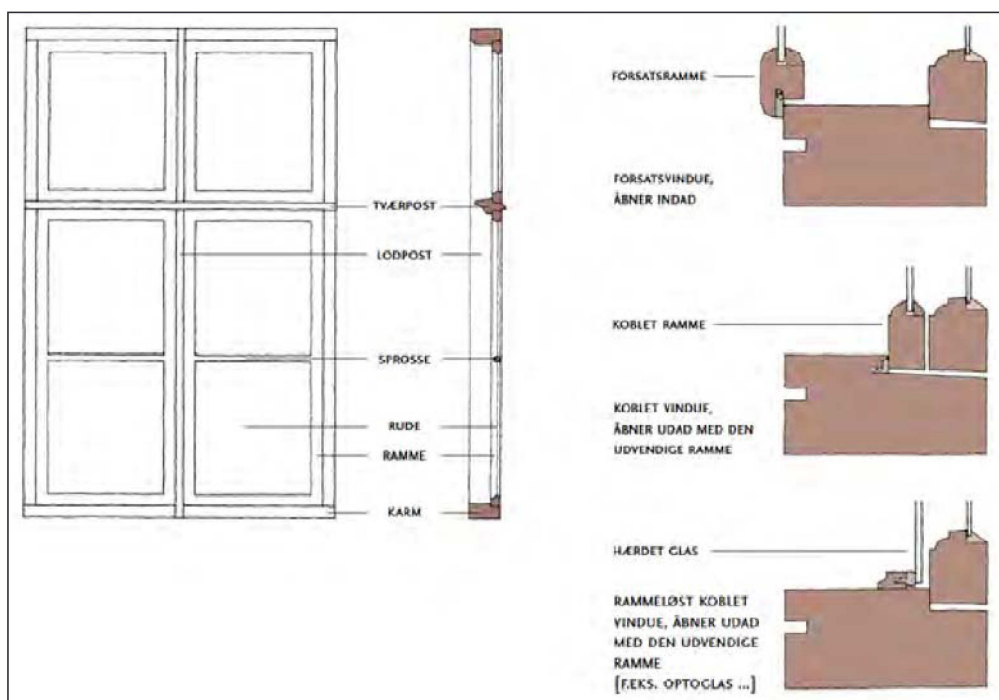 TVÆRPOST
LODPOST
SPROSSE
RUDE
RAMME
KARM
FORSATSRAMME
FORSATSVINDUE,
ÅBNER INDAD
KOBLET RAMME
KOBLET VINDUE,
ÅBNER UDAD MED DEN
UDVENDIGE RAMME
HÆRDET GLAS
RAMMELØST KOBLET
VINDUE, ÅBNER UDAD
MED DEN UDVENDIGE
RAMME
[F.EKS. OPTOGLAS ...]